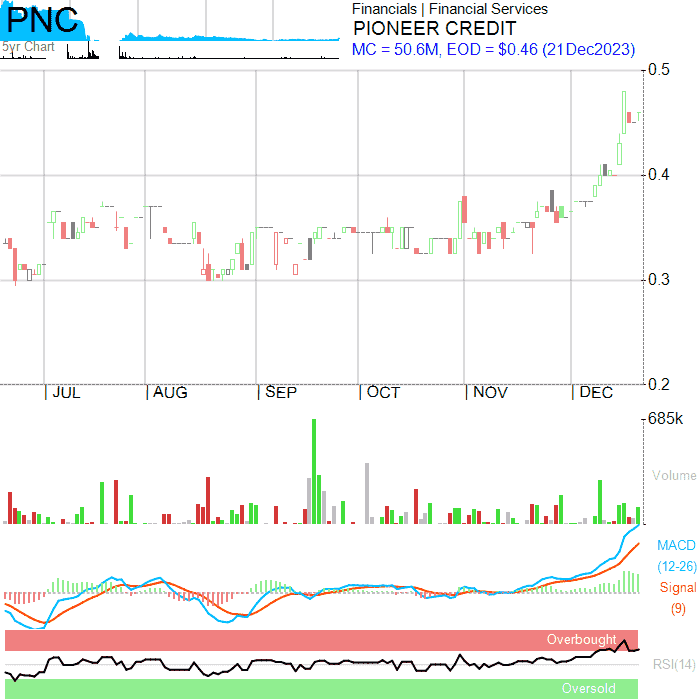 PNC
5yr Chart
Financials | Financial Services
PIONEER CREDIT
MC = 50.6M, EOD = $0.46 (21Dec2023)
0.5
0.4
0.3
0.2
| JUL | AUG | SEP | OCT | NOV | DEC
685k
Volume
MACD
(12-26)
Signal
(9)
Overbought
RSI(14)
Oversold